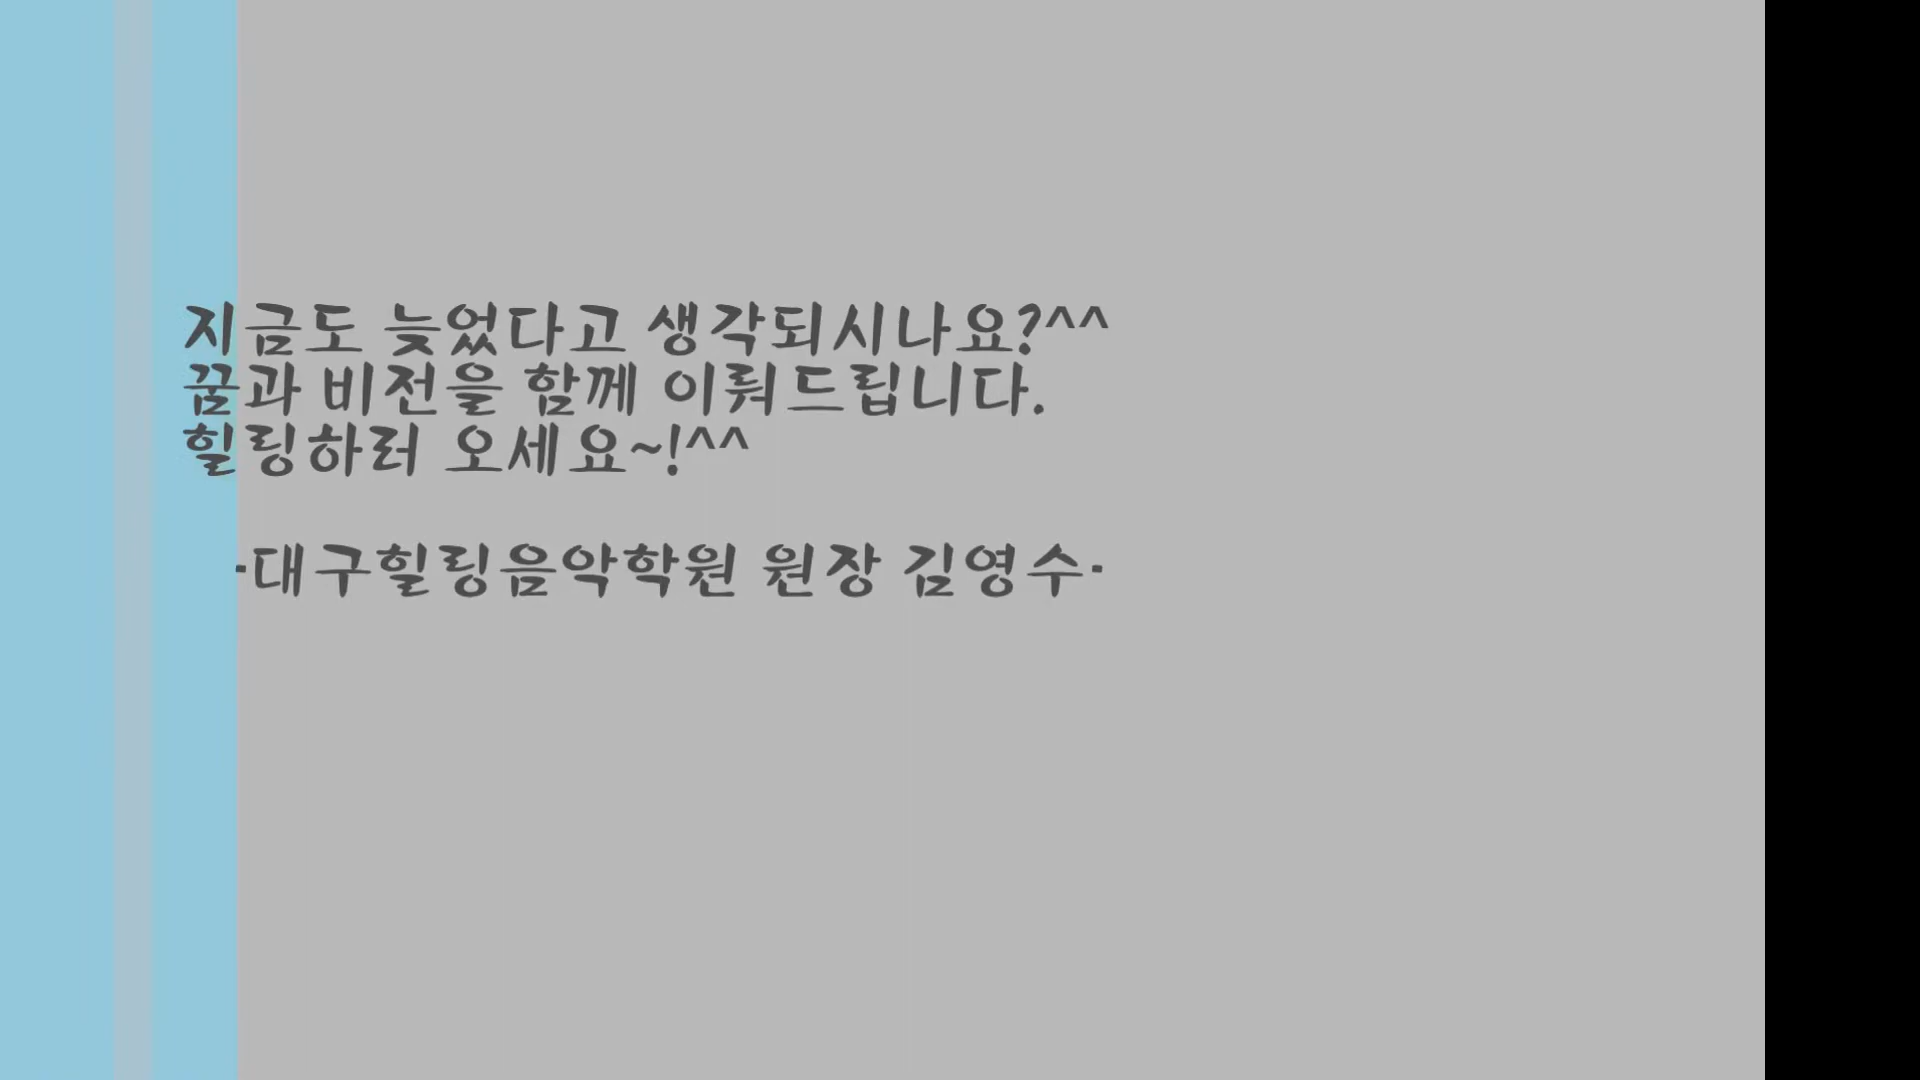 지금도 늦었다고 생각되시나요?^^
꿈과 비전을 함께 이뤄드립니다.
힐링하러 오세요~!^^
-대구힐링음악학원 원장 김영수-